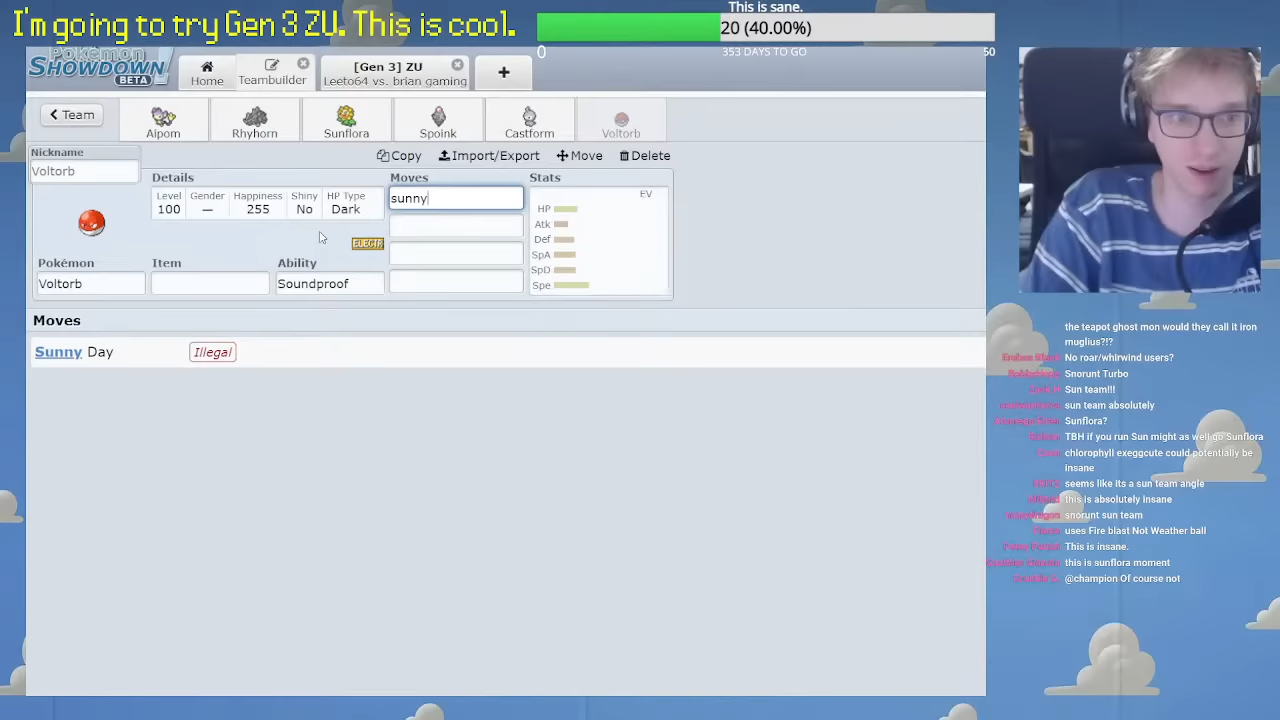 I'm going to try Gen 3 ZU. This is cool.
This is sane.
20 (40.00%)
0
353 DAYS TO GO
50
Pokémon
SHOWDOWN!
BETA
Home
Teambuilder
[Gen 3] ZU
Leeto64 vs. brian gaming
+
Team
Aipom
Rhyhorn
Sunflora
Spoink
Castform
Voltorb
Copy
Import/Export
Move
Delete
Nickname
Voltorb
Details
Level
100
Gender
—
Happiness
255
Shiny
No
HP Type
Dark
ELECTR
Pokémon
Voltorb
Item
Ability
Soundproof
Moves
sunny
Stats
EV
HP
Atk
Def
SpA
SpD
Spe
Moves
Sunny Day
Illegal
the teapot ghost mon would they call it iron
muglius?!?
No roar/whirwind users?
Snorunt Turbo
Sun team!!!
sun team absolutely
Sunflora?
TBH if you run Sun might as well go Sunflora
chlorophyll exeggcute could potentially be
insane
seems like its a sun team angle
this is absolutely insane
snorunt sun team
uses Fire blast Not Weather ball
This is insane.
this is sunflora moment
@champion Of course not